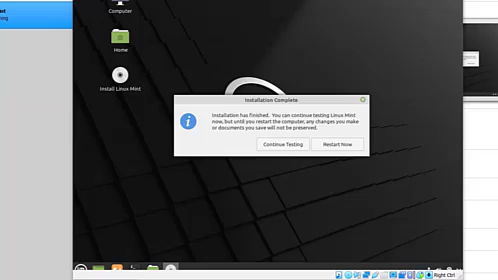 Computer
Home
Install Linux Mint
Installation Complete
Installation has finished. You can continue testing Linux Mint
now, but until you restart the computer, any changes you make
or documents you save will not be preserved.
Continue Testing
Restart Now
Right Ctrl